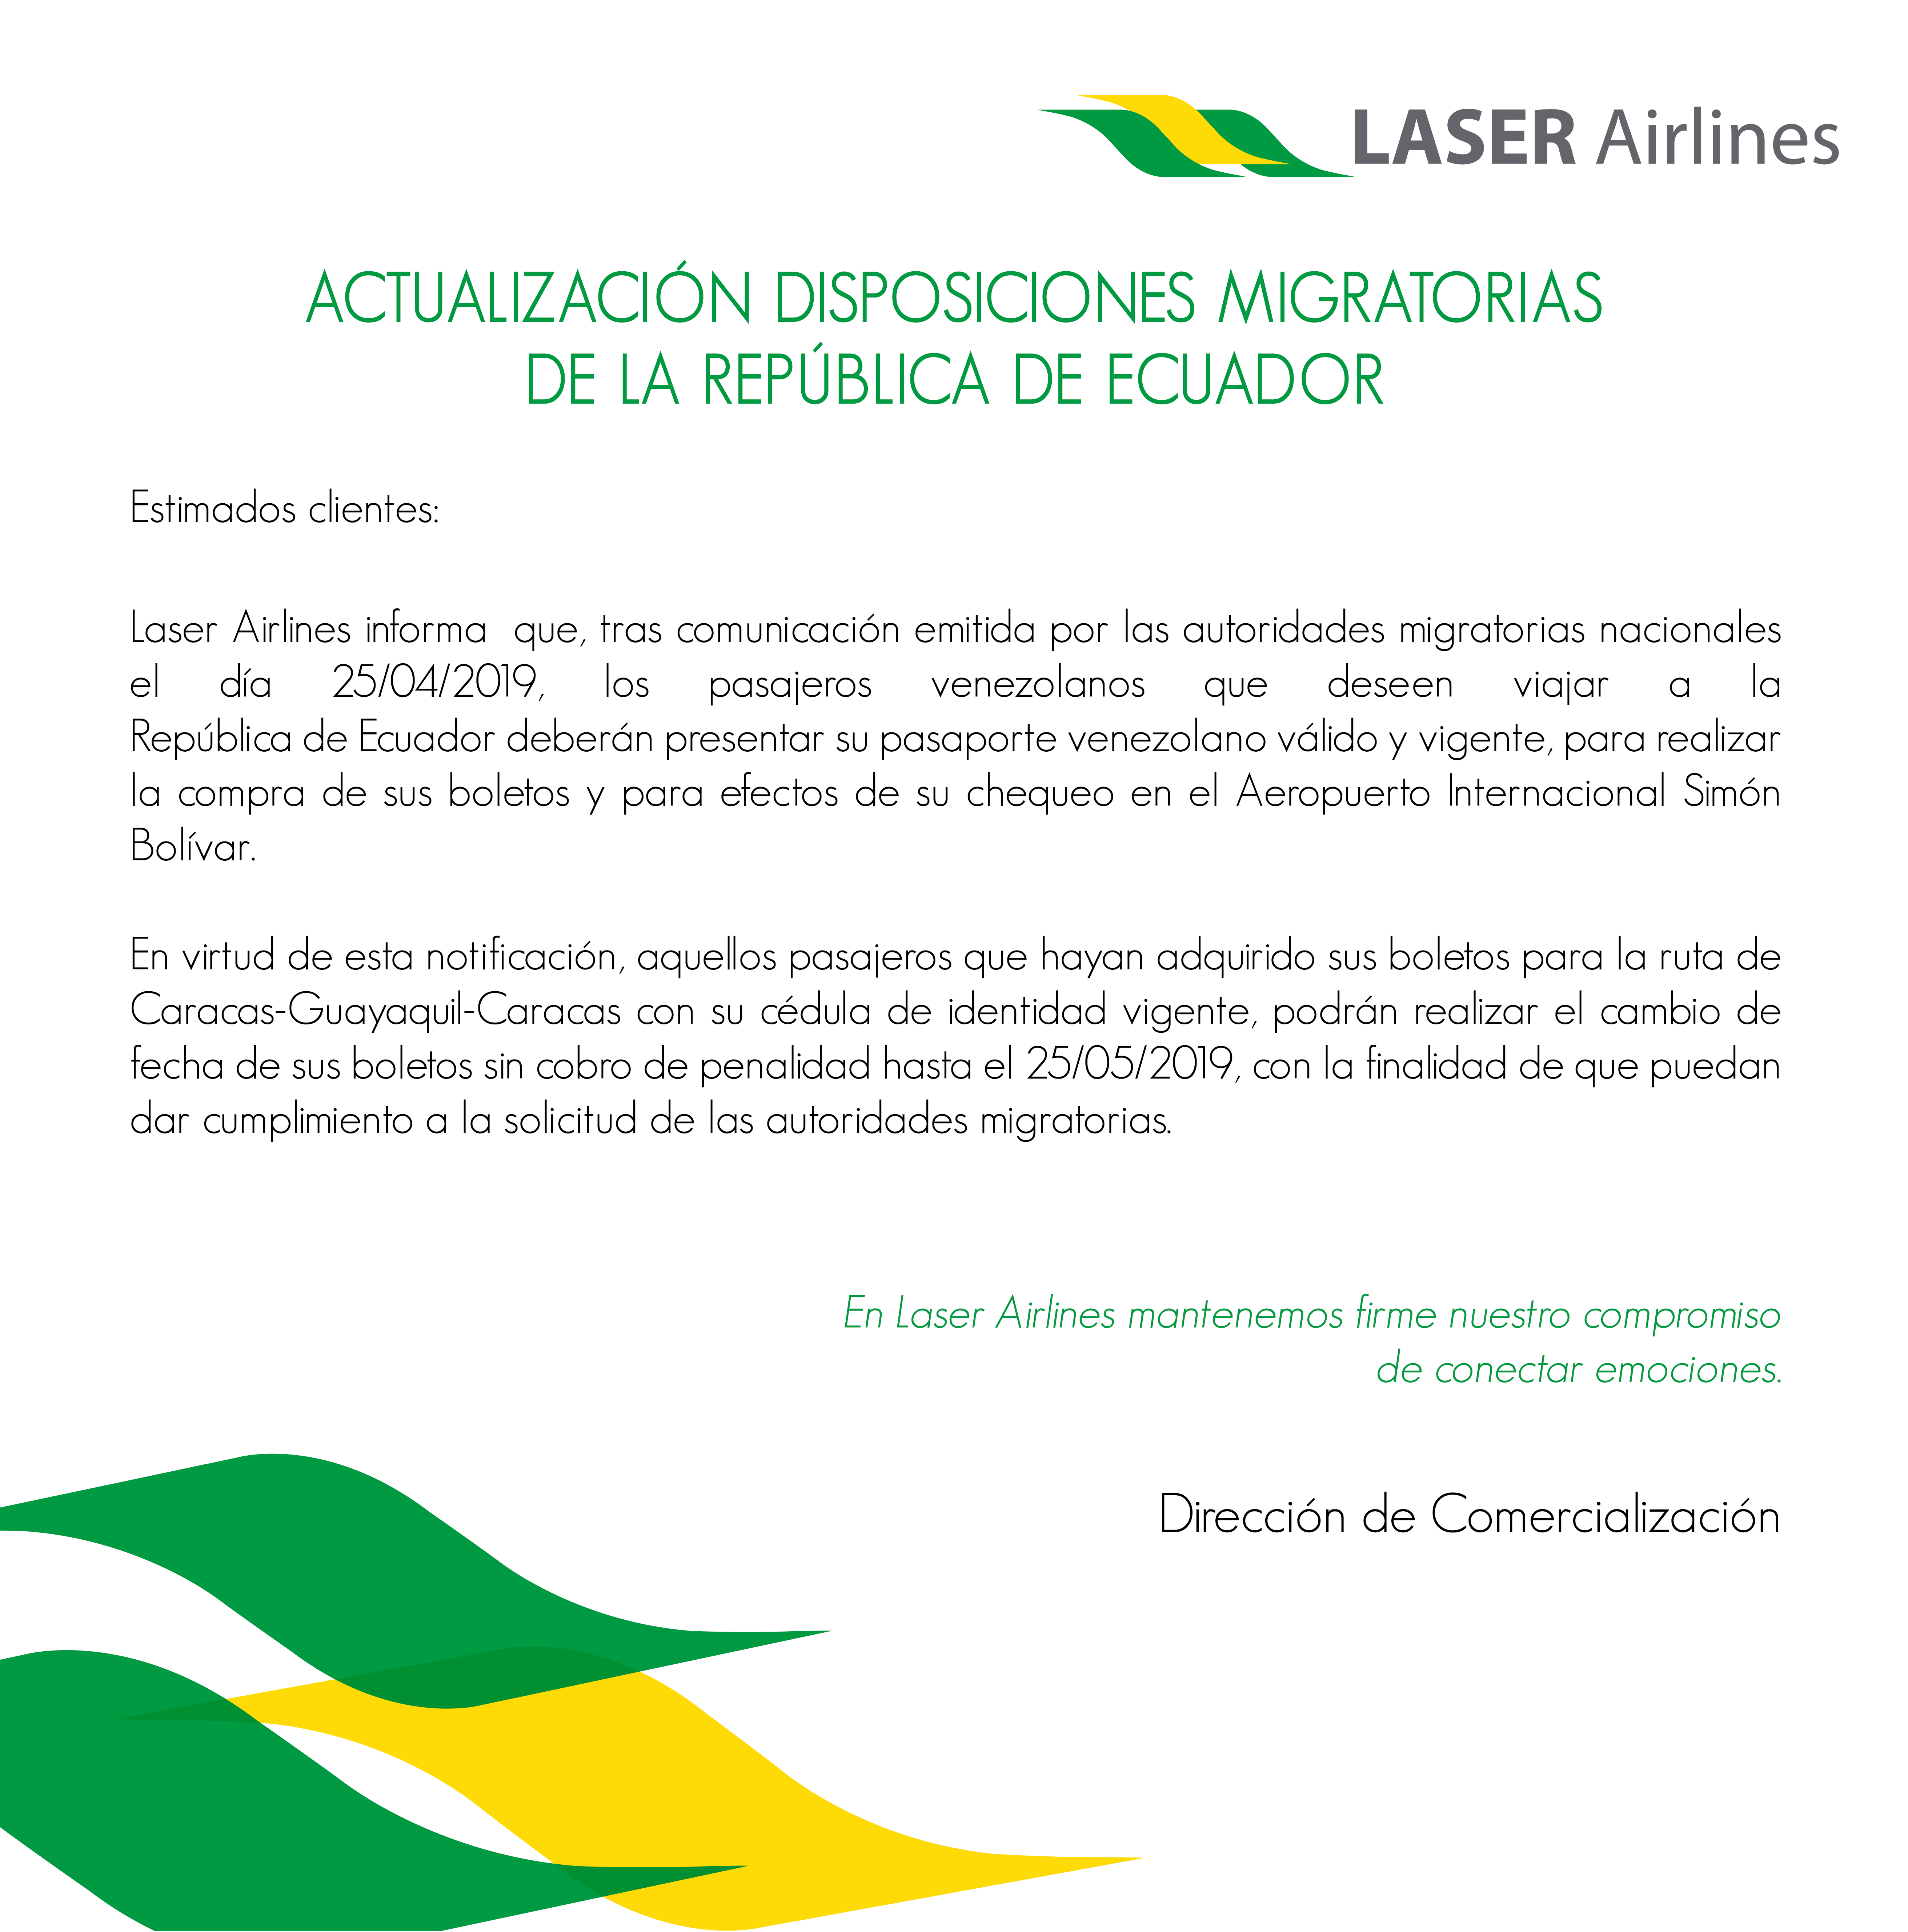 LASER Airlines
ACTUALIZACIÓN DISPOSICIONES MIGRATORIAS
DE LA REPÚBLICA DE ECUADOR
Estimados clientes:
Laser Airlines informa que, tras comunicación emitida por las autoridades migratorias nacionales
el día 25/04/2019, los pasajeros venezolanos que deseen viajar a la
República de Ecuador deberán presentar su pasaporte venezolano válido y vigente, para realizar
la compra de sus boletos y para efectos de su chequeo en el Aeropuerto Internacional Simón
Bolívar.
En virtud de esta notificación, aquellos pasajeros que hayan adquirido sus boletos para la ruta de
Caracas-Guayaquil-Caracas con su cédula de identidad vigente, podrán realizar el cambio de
fecha de sus boletos sin cobro de penalidad hasta el 25/05/2019, con la finalidad de que puedan
dar cumplimiento a la solicitud de las autoridades migratorias.
En Laser Airlines mantenemos firme nuestro compromiso
de conectar emociones.
Dirección de Comercialización